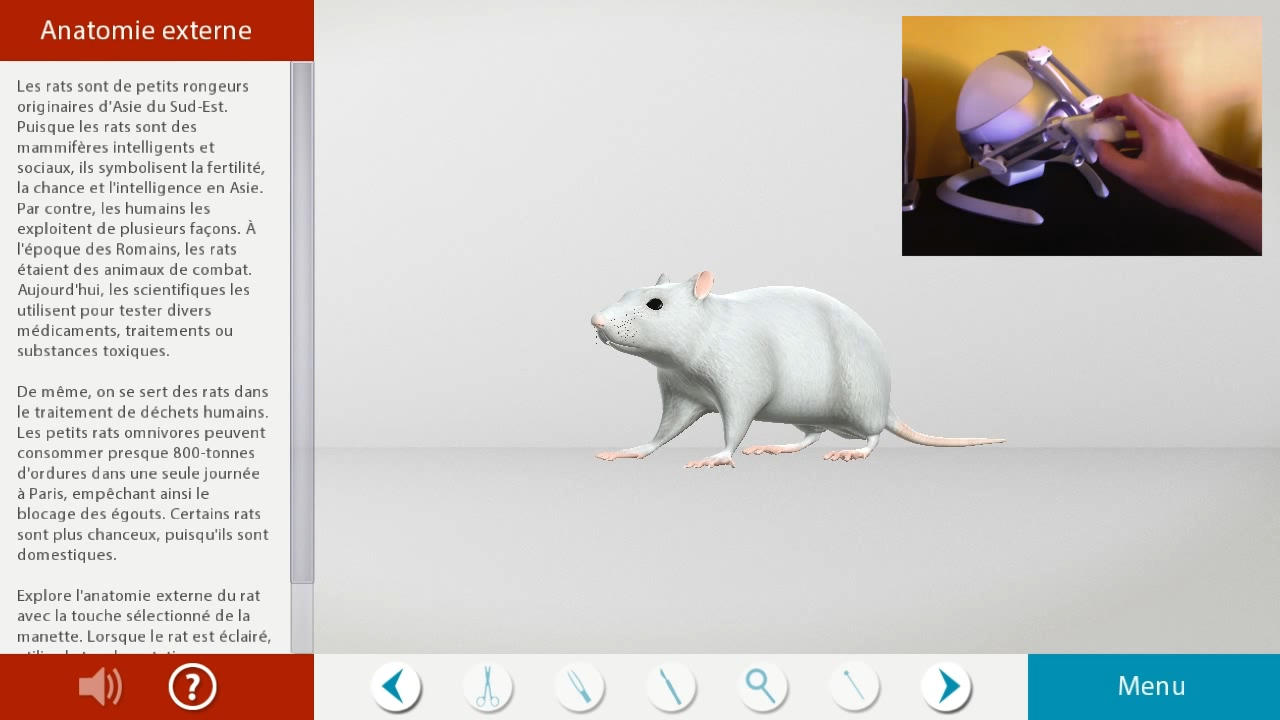 Anatomie externe
Les rats sont de petits rongeurs
originaires d'Asie du Sud-Est.
Puisque les rats sont des
mammifères intelligents et
sociaux, ils symbolisent la fertilité,
la chance et l'intelligence en Asie.
Par contre, les humains les
exploitent de plusieurs façons. À
l'époque des Romains, les rats
étaient des animaux de combat.
Aujourd'hui, les scientifiques les
utilisent pour tester divers
médicaments, traitements ou
substances toxiques.
De même, on se sert des rats dans
le traitement de déchets humains.
Les petits rats omnivores peuvent
consommer presque 800-tonnes
d'ordures dans une seule journée
à Paris, empêchant ainsi le
blocage des égouts. Certains rats
sont plus chanceux, puisqu'ils sont
domestiques.
Explore l'anatomie externe du rat
avec la touche sélectionné de la
manette. Lorsque le rat est éclairé,
?
Menu